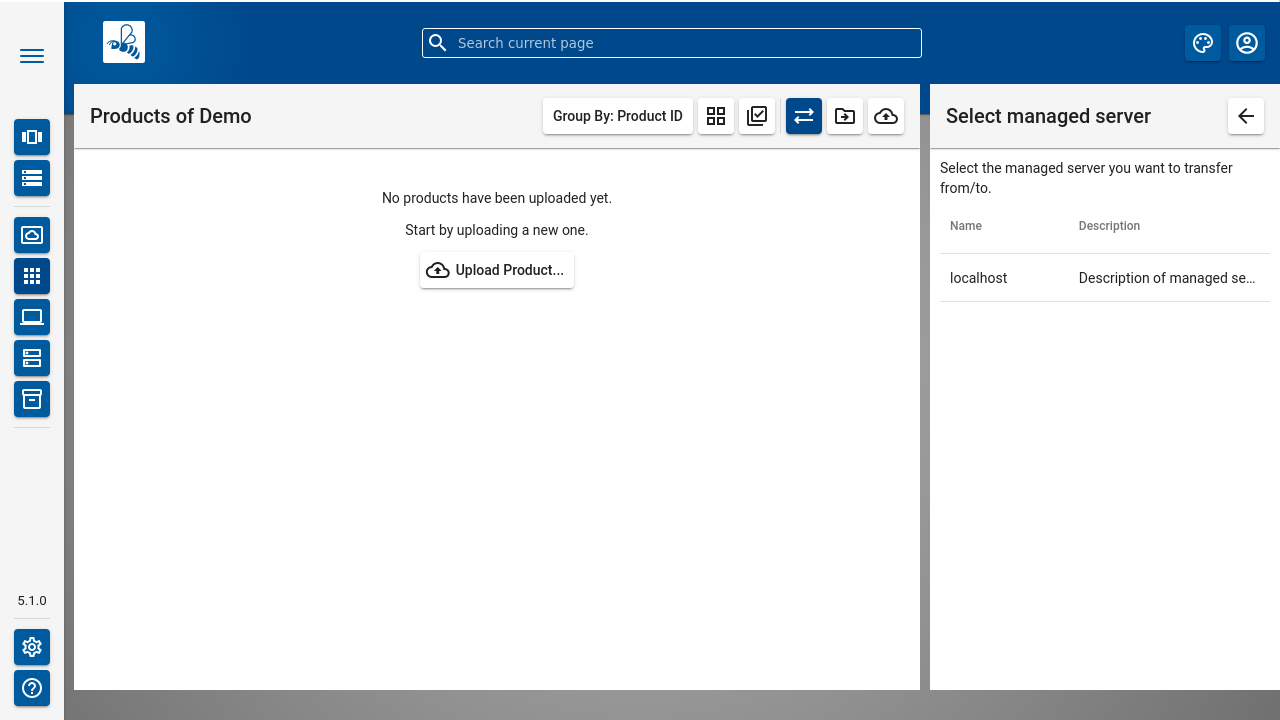 Search current page
Products of Demo
Group By: Product ID
Select managed server
No products have been uploaded yet.
Start by uploading a new one.
Upload Product...
Select the managed server you want to transfer
from/to.
Name Description
localhost Description of managed se...
5.1.0